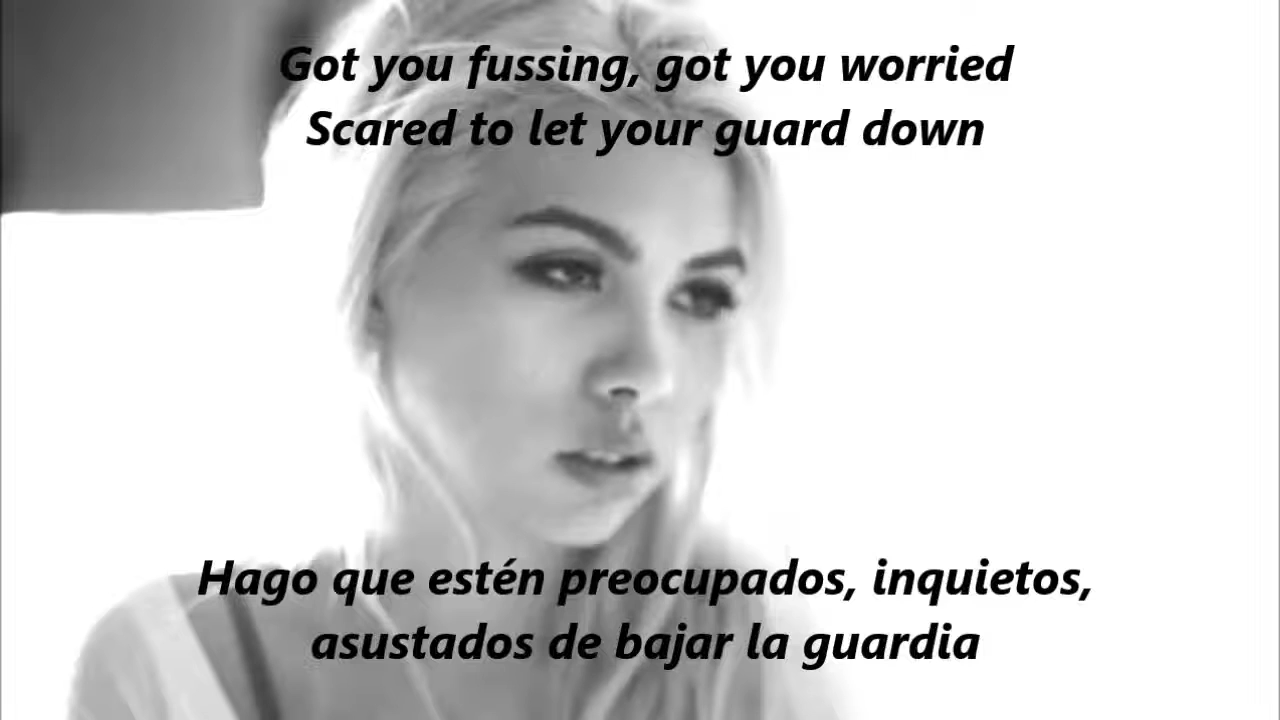 Got you fussing, got you worried
Scared to let your guard down
Hago que estén preocupados, inquietos,
asustados de bajar la guardia